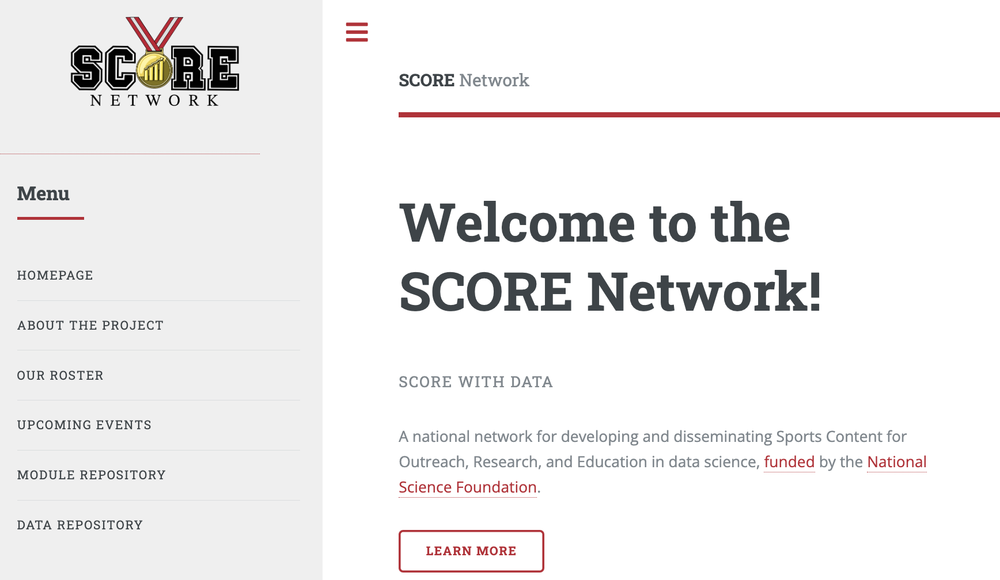 SCORE
NETWORK
Menu
HOMEPAGE
ABOUT THE PROJECT
OUR ROSTER
UPCOMING EVENTS
MODULE REPOSITORY
DATA REPOSITORY
SCORE Network
Welcome to the
SCORE Network!
SCORE WITH DATA
A national network for developing and disseminating Sports Content for
Outreach, Research, and Education in data science, funded by the National
Science Foundation.
LEARN MORE